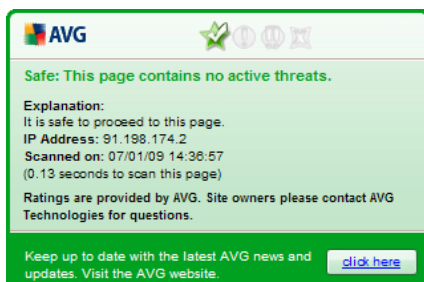 AVG
Safe: This page contains no active threats.
Explanation:
It is safe to proceed to this page.
IP Address: 91.198.174.2
Scanned on: 07/01/09 14:36:57
(0.13 seconds to scan this page)
Ratings are provided by AVG. Site owners please contact AVG
Technologies for questions.
Keep up to date with the latest AVG news and
updates. Visit the AVG website.
click here